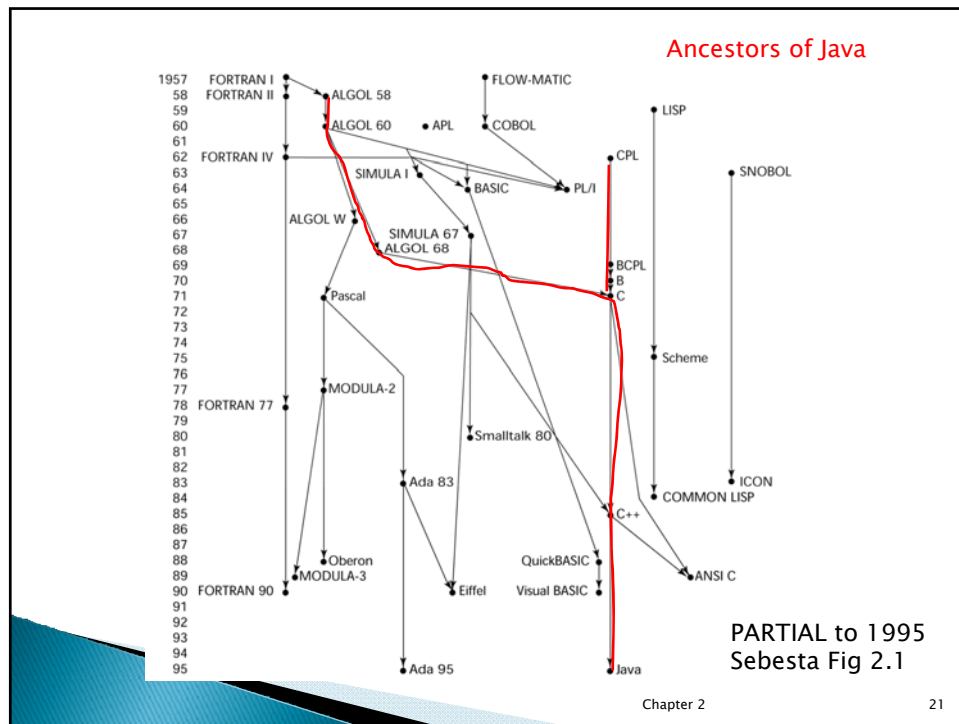 Ancestors of Java
1957 FORTRAN I FLOW-MATIC
58 FORTRAN II ALGOL 58
59 LISP
60 ALGOL 60 APL COBOL
61
62 FORTRAN IV CPL
63 SIMULA I SNOBOL
64 BASIC PL/I
65
66 ALGOL W
67 SIMULA 67
68 ALGOL 68
69 BCPL
70 B
71 Pascal C
72
73
74
75 Scheme
76
77 MODULA-2
78 FORTRAN 77
79
80 Smalltalk 80
81
82
83 Ada 83 ICON
84 COMMON LISP
85 C++
86
87
88 Oberon QuickBASIC
89 MODULA-3 ANSI C
90 FORTRAN 90 Eiffel Visual BASIC
91
92
93
94
95 Ada 95 Java
PARTIAL to 1995
Sebesta Fig 2.1
Chapter 2 21